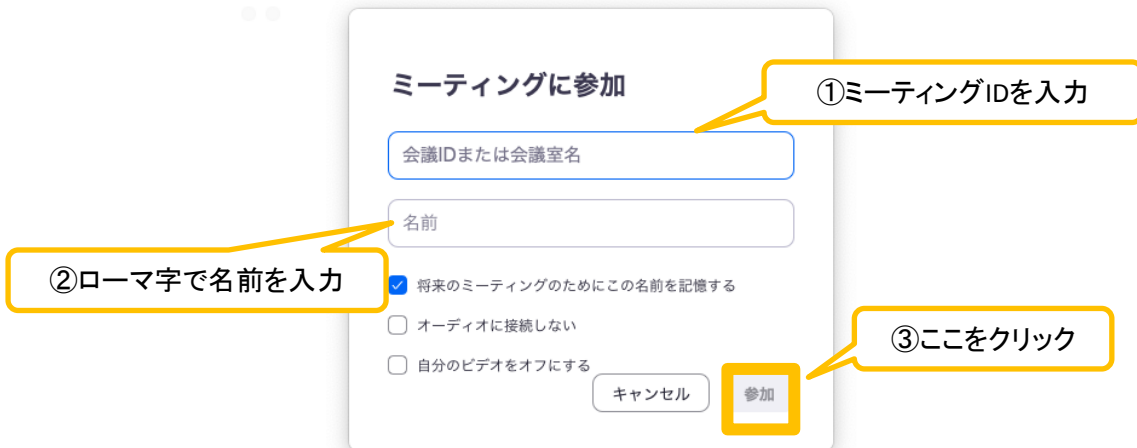 ミーティングに参加
①ミーティングIDを入力
会議IDまたは会議室名
名前
②ローマ字で名前を入力
将来のミーティングのためにこの名前を記憶する
オーディオに接続しない
③ここをクリック
自分のビデオをオフにする
キャンセル
参加